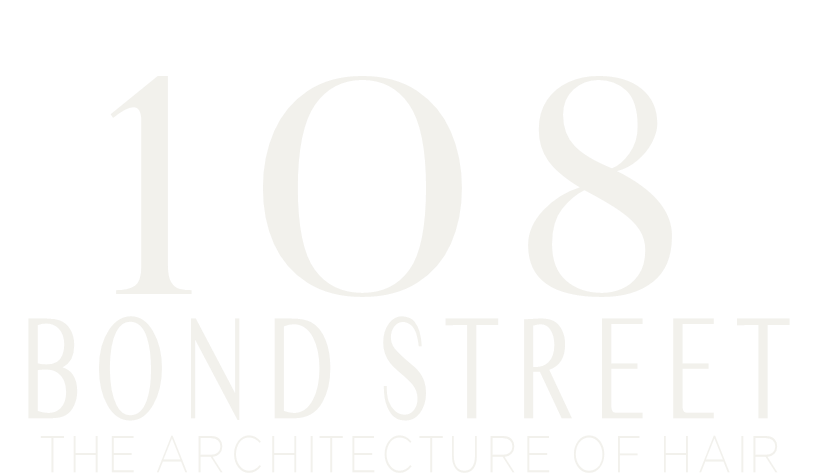 108
BOND STREET
THE ARCHITECTURE OF HAIR